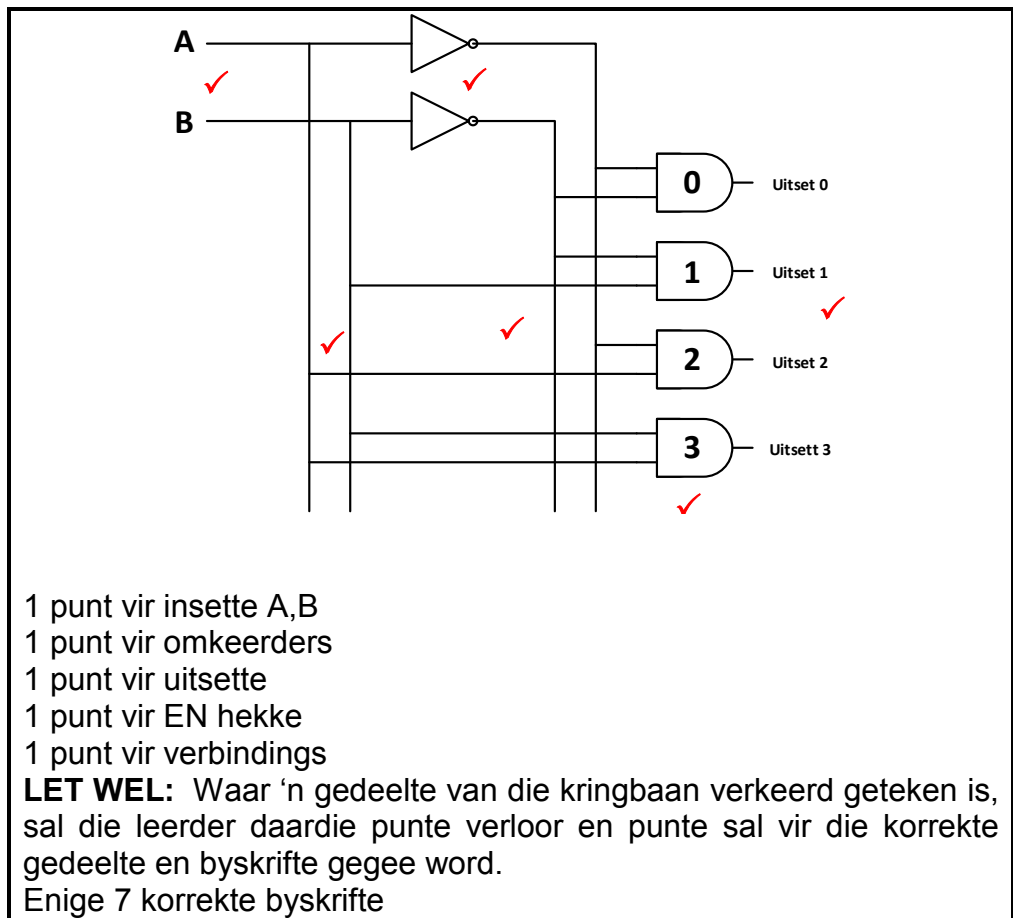 A
B
0 Uitset 0
1 Uitset 1
2 Uitset 2
3 Uitsett 3
1 punt vir insette A,B
1 punt vir omkeerders
1 punt vir uitsette
1 punt vir EN hekke
1 punt vir verbindings
LET WEL: Waar ‘n gedeelte van die kringbaan verkeerd geteken is,
sal die leerder daardie punte verloor en punte sal vir die korrekte
gedeelte en byskrifte gegee word.
Enige 7 korrekte byskrifte